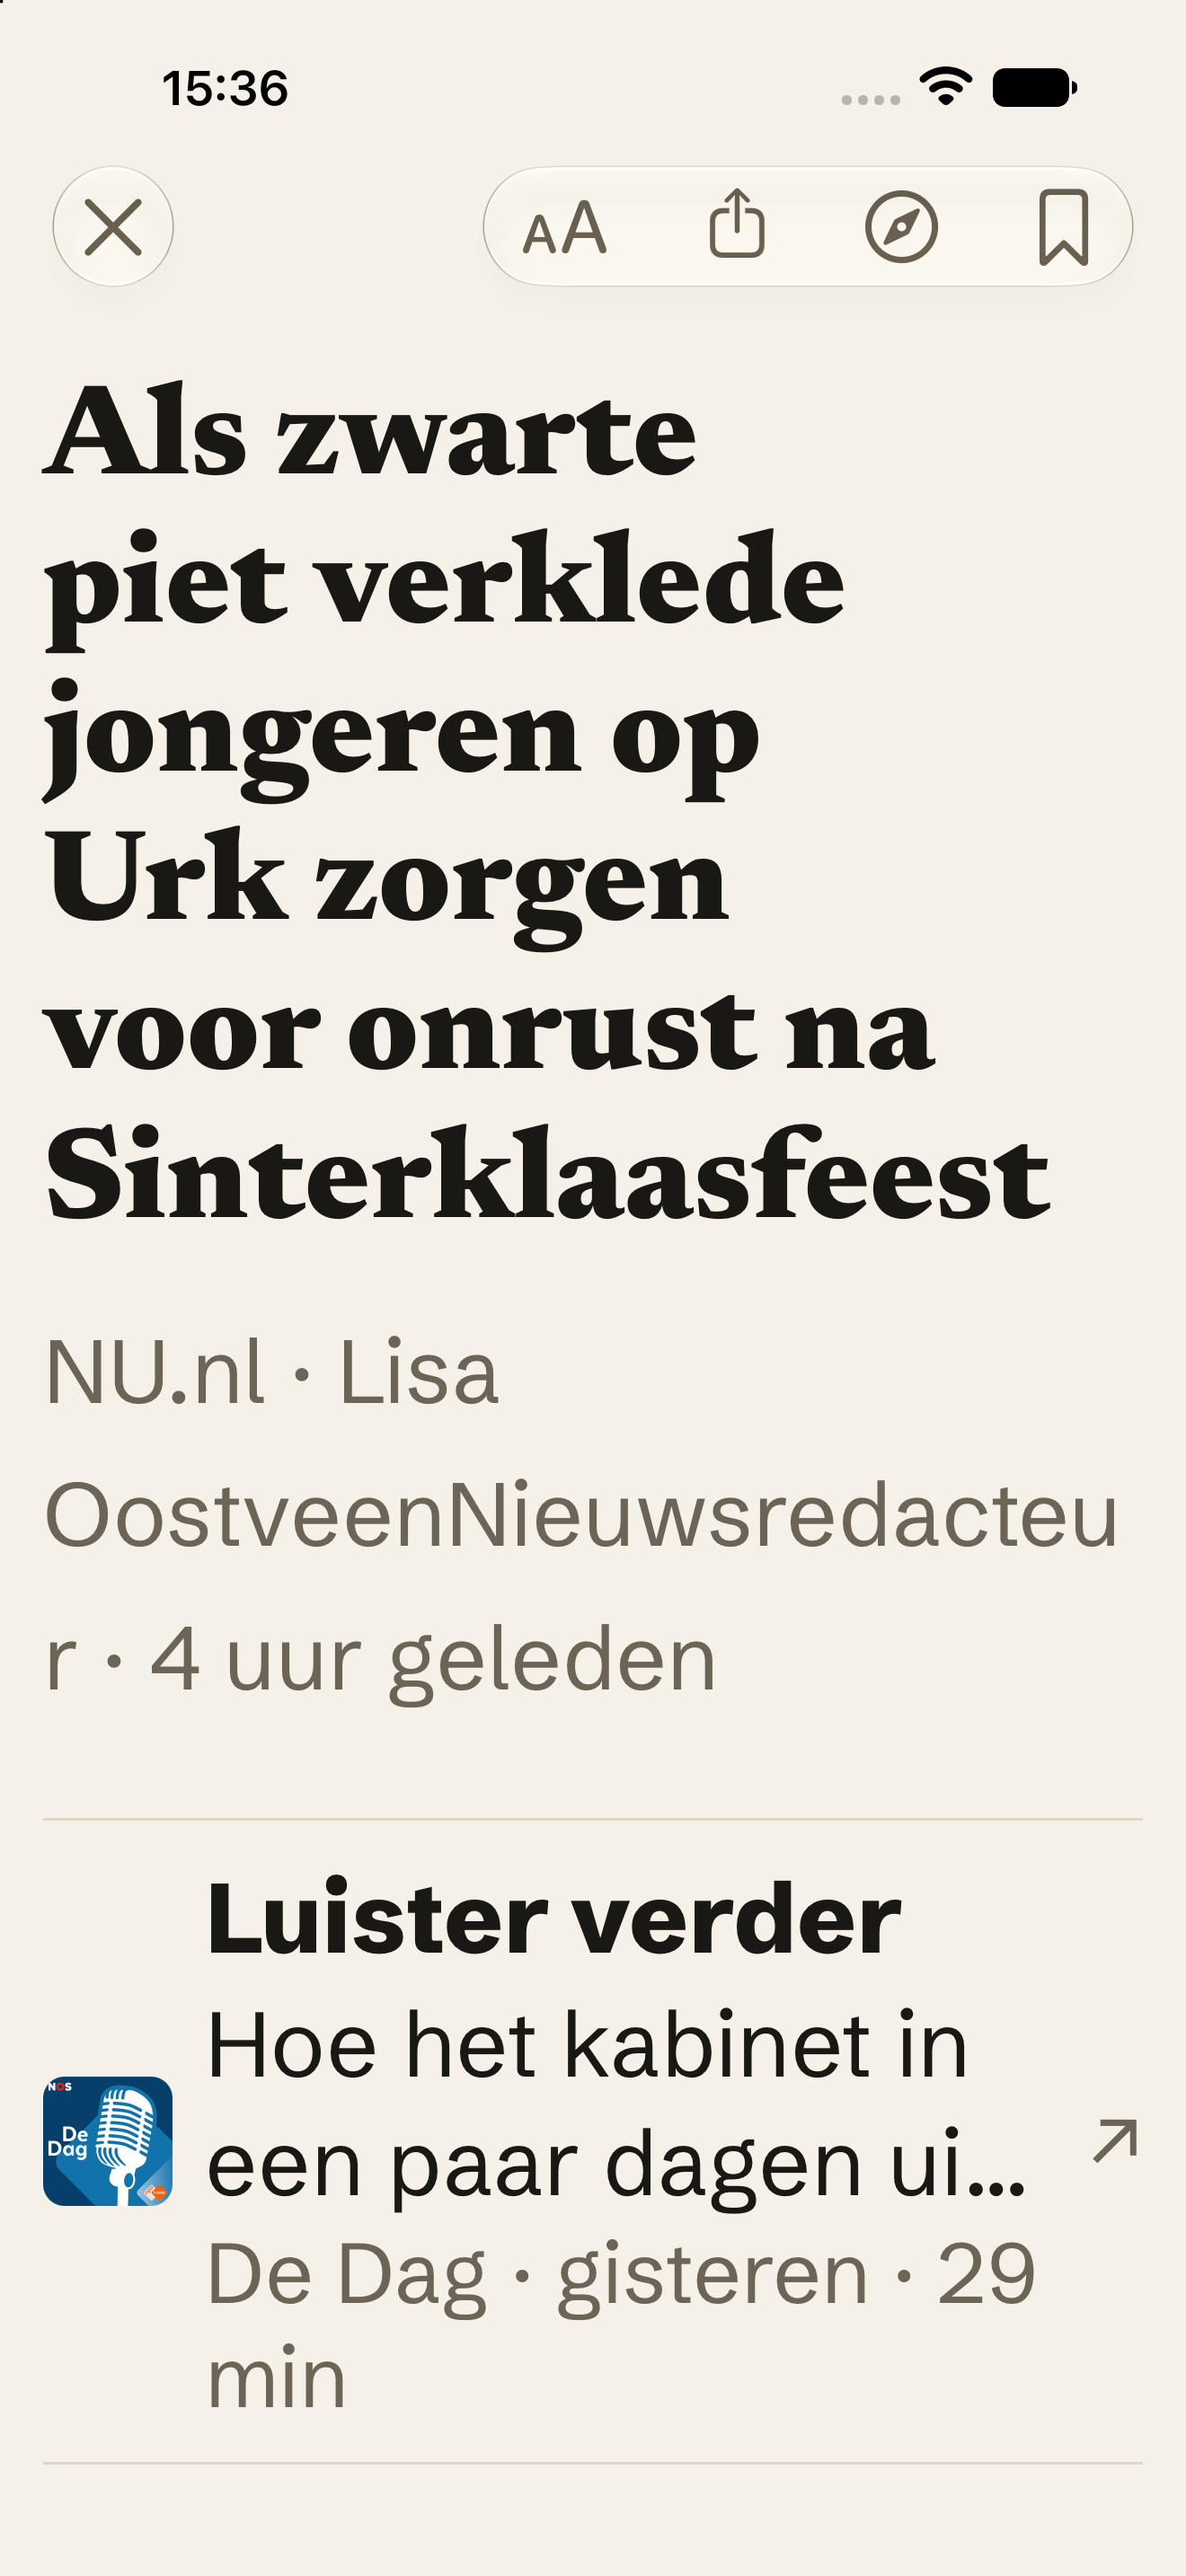 15:36
AA
Als zwarte
piet verklede
jongeren op
Urk zorgen
voor onrust na
Sinterklaasfeest
NU.nl · Lisa
OostveenNieuwsredacteu
r · 4 uur geleden
Luister verder
Hoe het kabinet in
een paar dagen ui...
NOS
De
Dag
De Dag · gisteren · 29
min